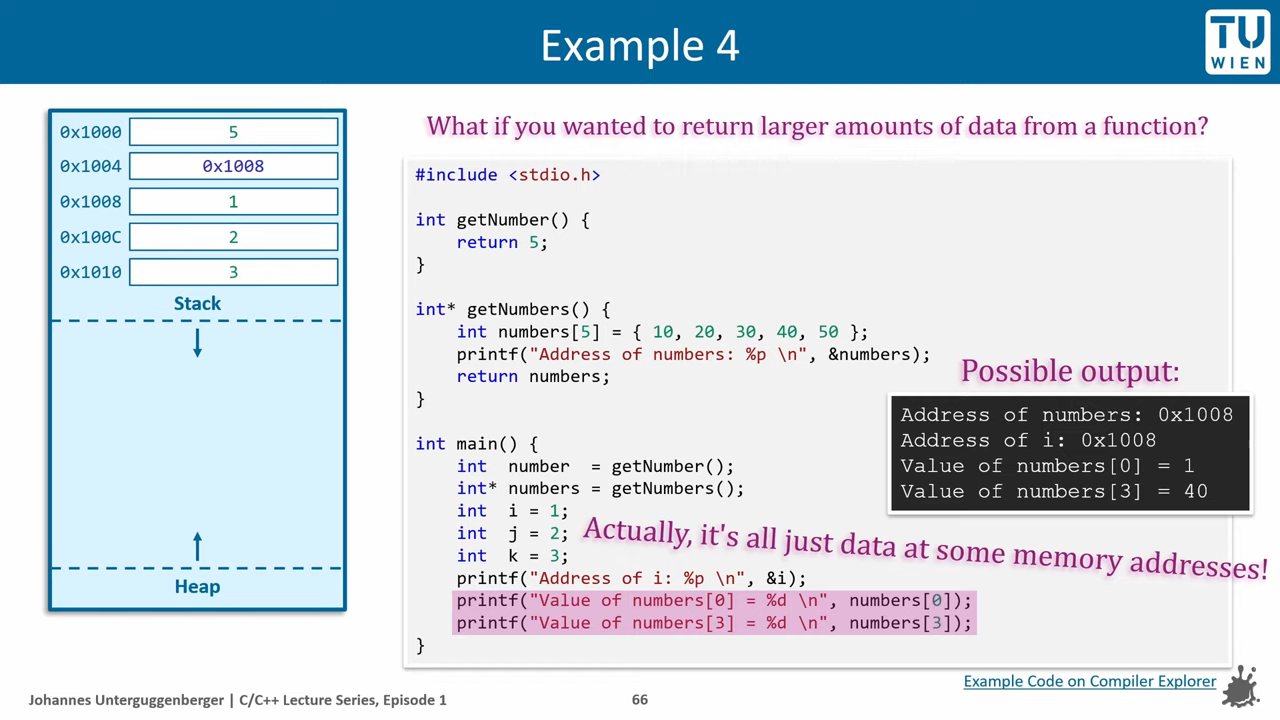 Example 4
TU
WIEN
0x1000 5
0x1004 0x1008
0x1008 1
0x100C 2
0x1010 3
Stack
Heap
What if you wanted to return larger amounts of data from a function?
#include <stdio.h>
int getNumber() {
    return 5;
}
int* getNumbers() {
    int numbers[5] = { 10, 20, 30, 40, 50 };
    printf("Address of numbers: %p \n", &numbers);
    return numbers;
}
int main() {
    int  number  = getNumber();
    int* numbers = getNumbers();
    int  i = 1;
    int  j = 2;
    int  k = 3;
    printf("Address of i: %p \n", &i);
    printf("Value of numbers[0] = %d \n", numbers[0]);
    printf("Value of numbers[3] = %d \n", numbers[3]);
}
Possible output:
Address of numbers: 0x1008
Address of i: 0x1008
Value of numbers[0] = 1
Value of numbers[3] = 40
Actually, it's all just data at some memory addresses!
Example Code on Compiler Explorer
Johannes Unterguggenberger | C/C++ Lecture Series, Episode 1
66